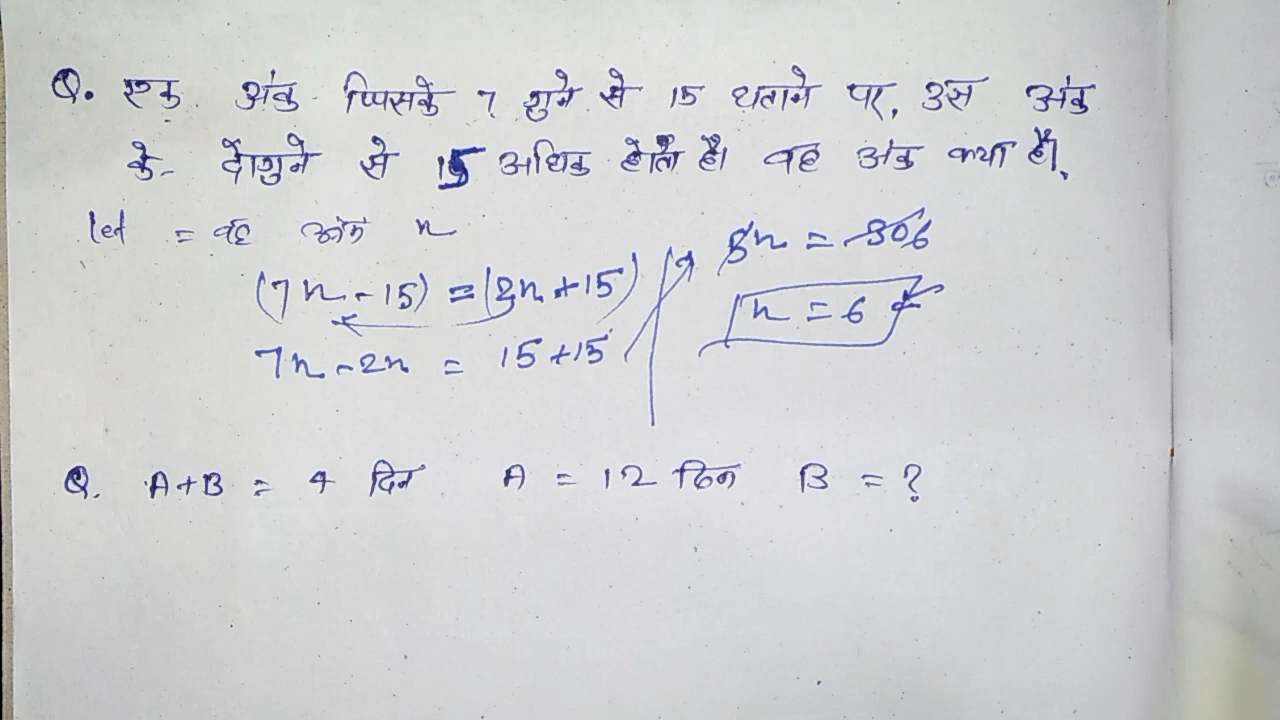 Q. एक अंक जिसके 7 गुने से 15 घटाने पर, उस अंक
के दोगुने से 15 अधिक होता है। वह अंक क्या है।
let = वह अंक x
(7x - 15) = (2x + 15)
7x - 2x = 15 + 15
5x = 306
x = 6
Q. A+B = 4 दिन A = 12 दिन B = ?